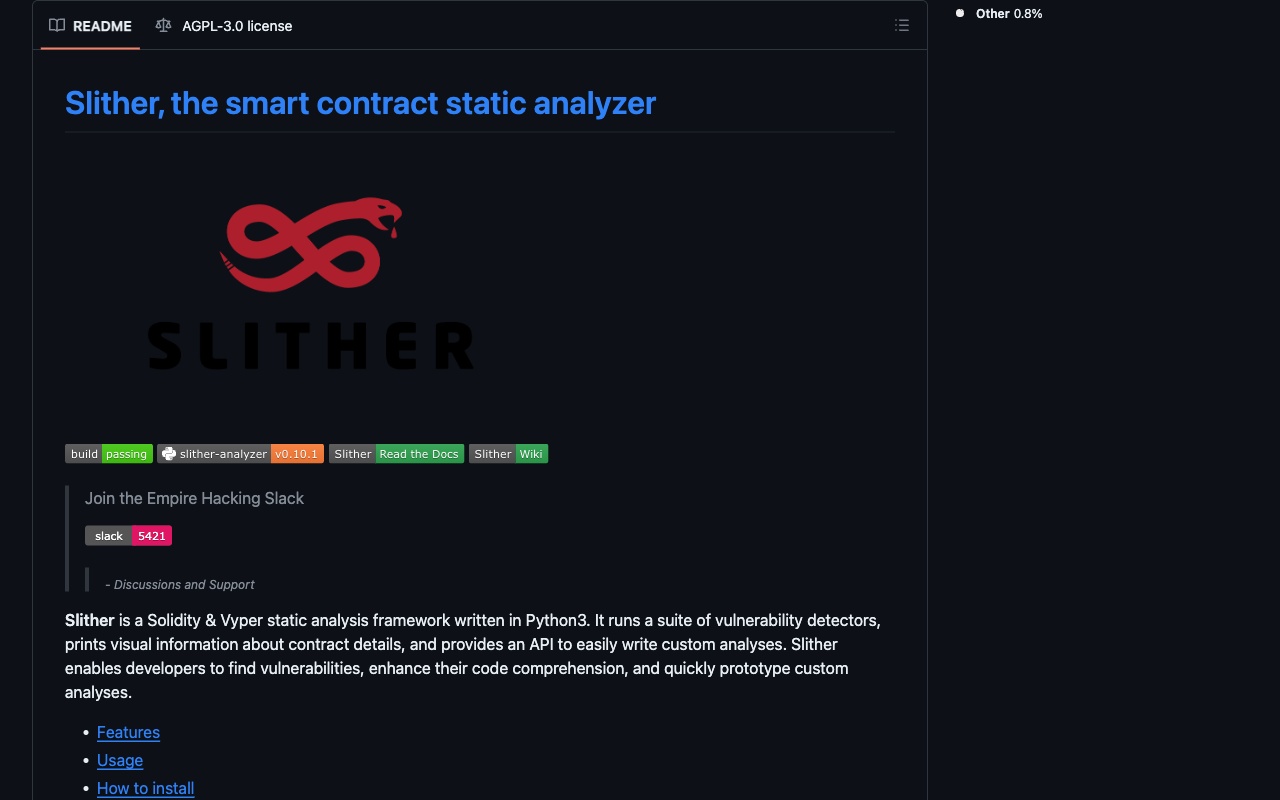 README
AGPL-3.0 license
Other 0.8%
Slither, the smart contract static analyzer
SLITHER
build passing slither-analyzer v0.10.1 Slither Read the Docs Slither Wiki
Join the Empire Hacking Slack
slack 5421
- Discussions and Support
Slither is a Solidity & Vyper static analysis framework written in Python3. It runs a suite of vulnerability detectors,
prints visual information about contract details, and provides an API to easily write custom analyses. Slither
enables developers to find vulnerabilities, enhance their code comprehension, and quickly prototype custom
analyses.
• Features
• Usage
• How to install